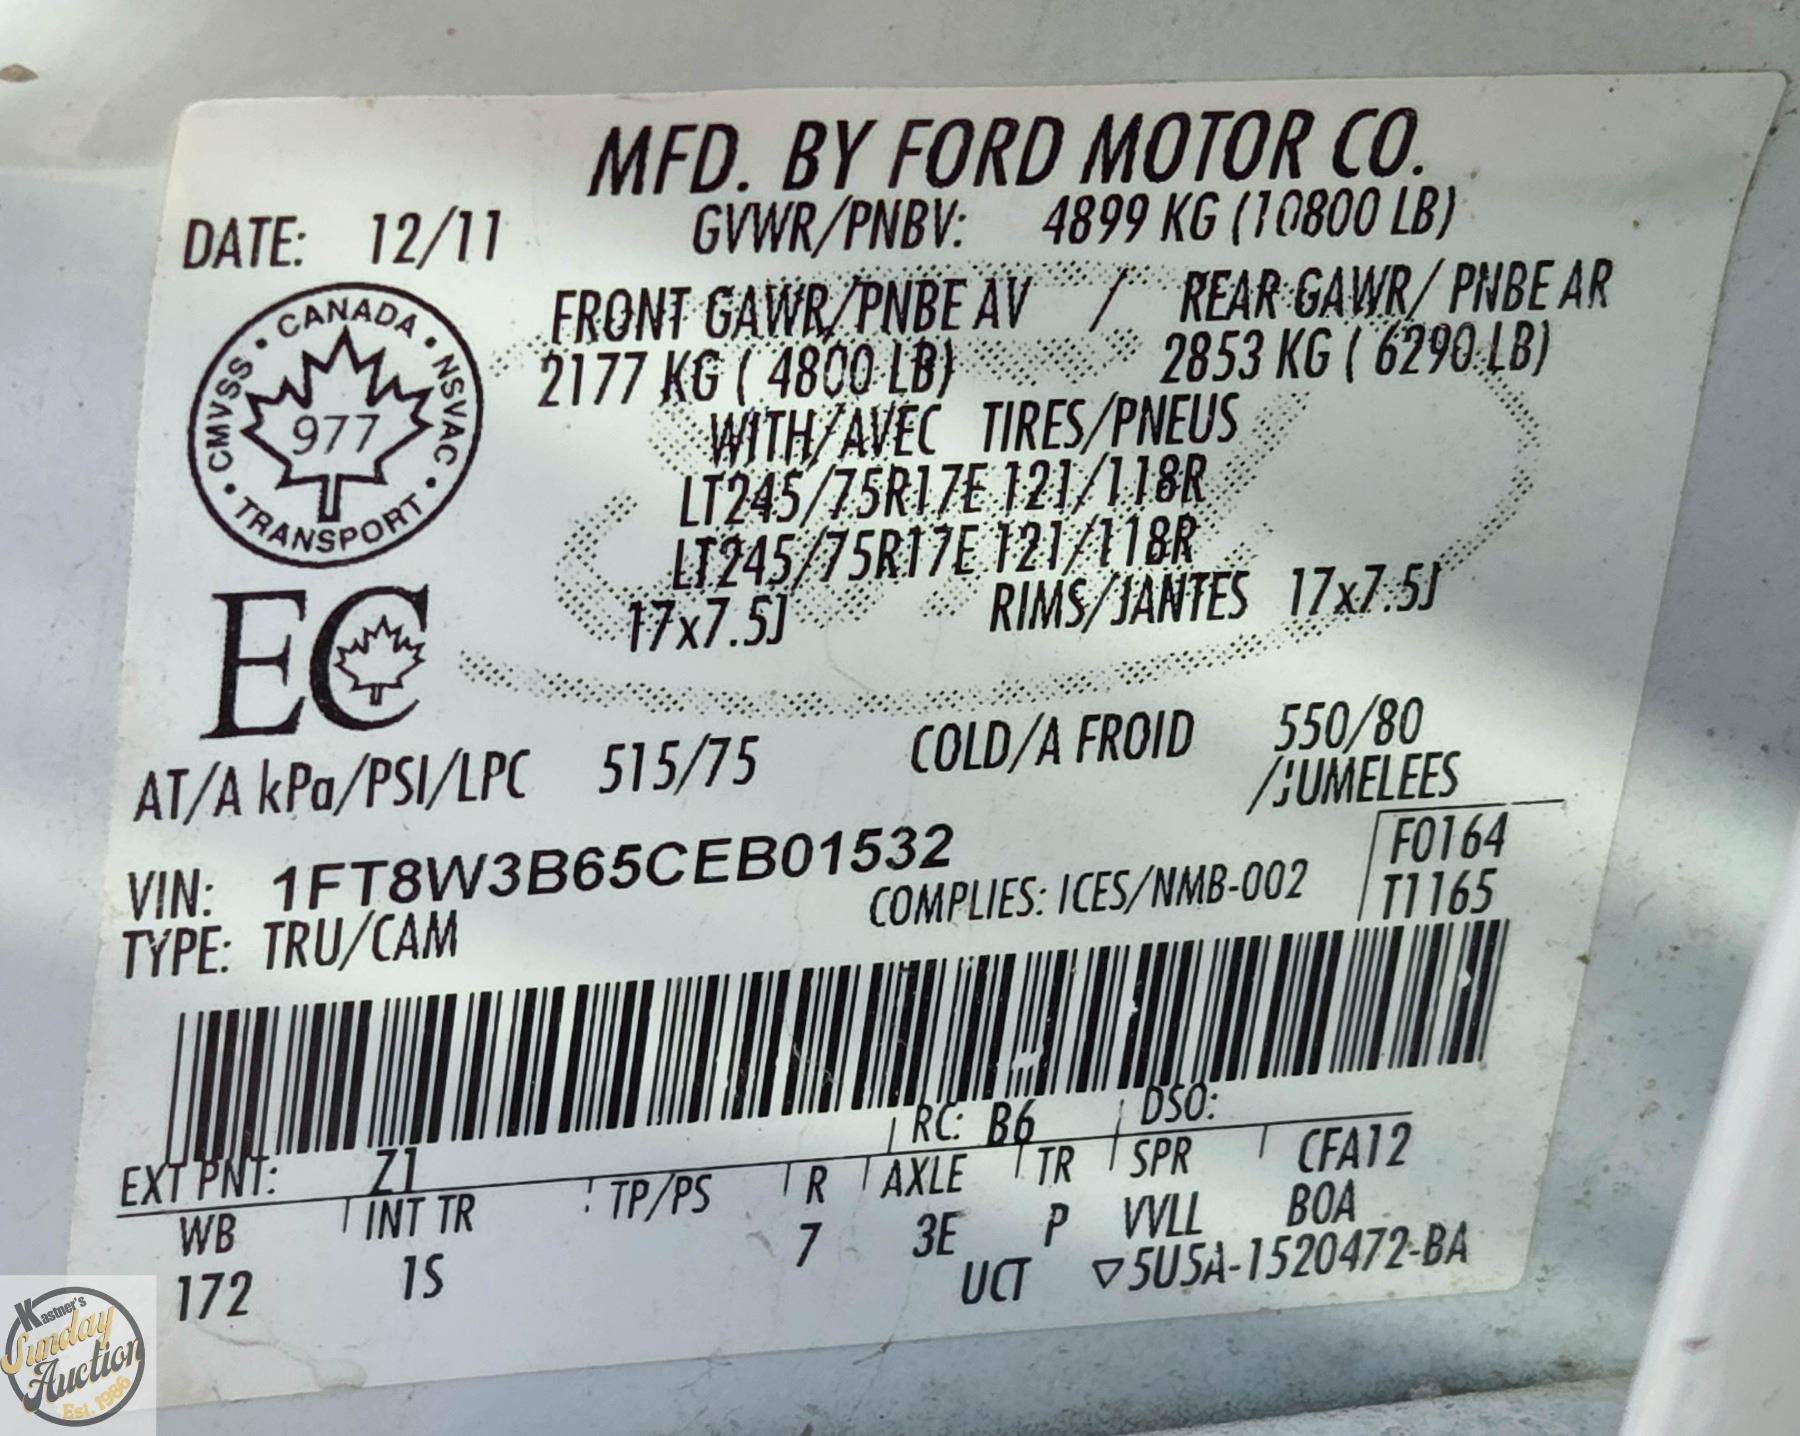 MFD. BY FORD MOTOR CO.
DATE: 12/11 GVWR/PNBV: 4899 KG (10800 LB)
FRONT GAWR/PNBE AV / REAR GAWR/ PNBE AR
2177 KG ( 4800 LB) 2853 KG ( 6290 LB)
WITH/AVEC TIRES/PNEUS
LT245/75R17E 121/118R
LT245/75R17E 121/118R
17x7.5J RIMS/JANTES 17x7.5J
CANADA • NSVAC • TRANSPORT • CMVSS •
977
EC
AT/A kPa/PSI/LPC 515/75 COLD/A FROID 550/80
/JUMELEES
VIN: 1FT8W3B65CEB01532
F0164
TYPE: TRU/CAM COMPLIES: ICES/NMB-002 T1165
RC: B6 DSO:
EXT PNT: Z1
WB INT TR TP/PS R AXLE TR SPR CFA12
172 1S 7 3E P VVLL BOA
UCT ▽5U5A-1520472-BA
Kastner's
Sunday
Auction
Est. 1986